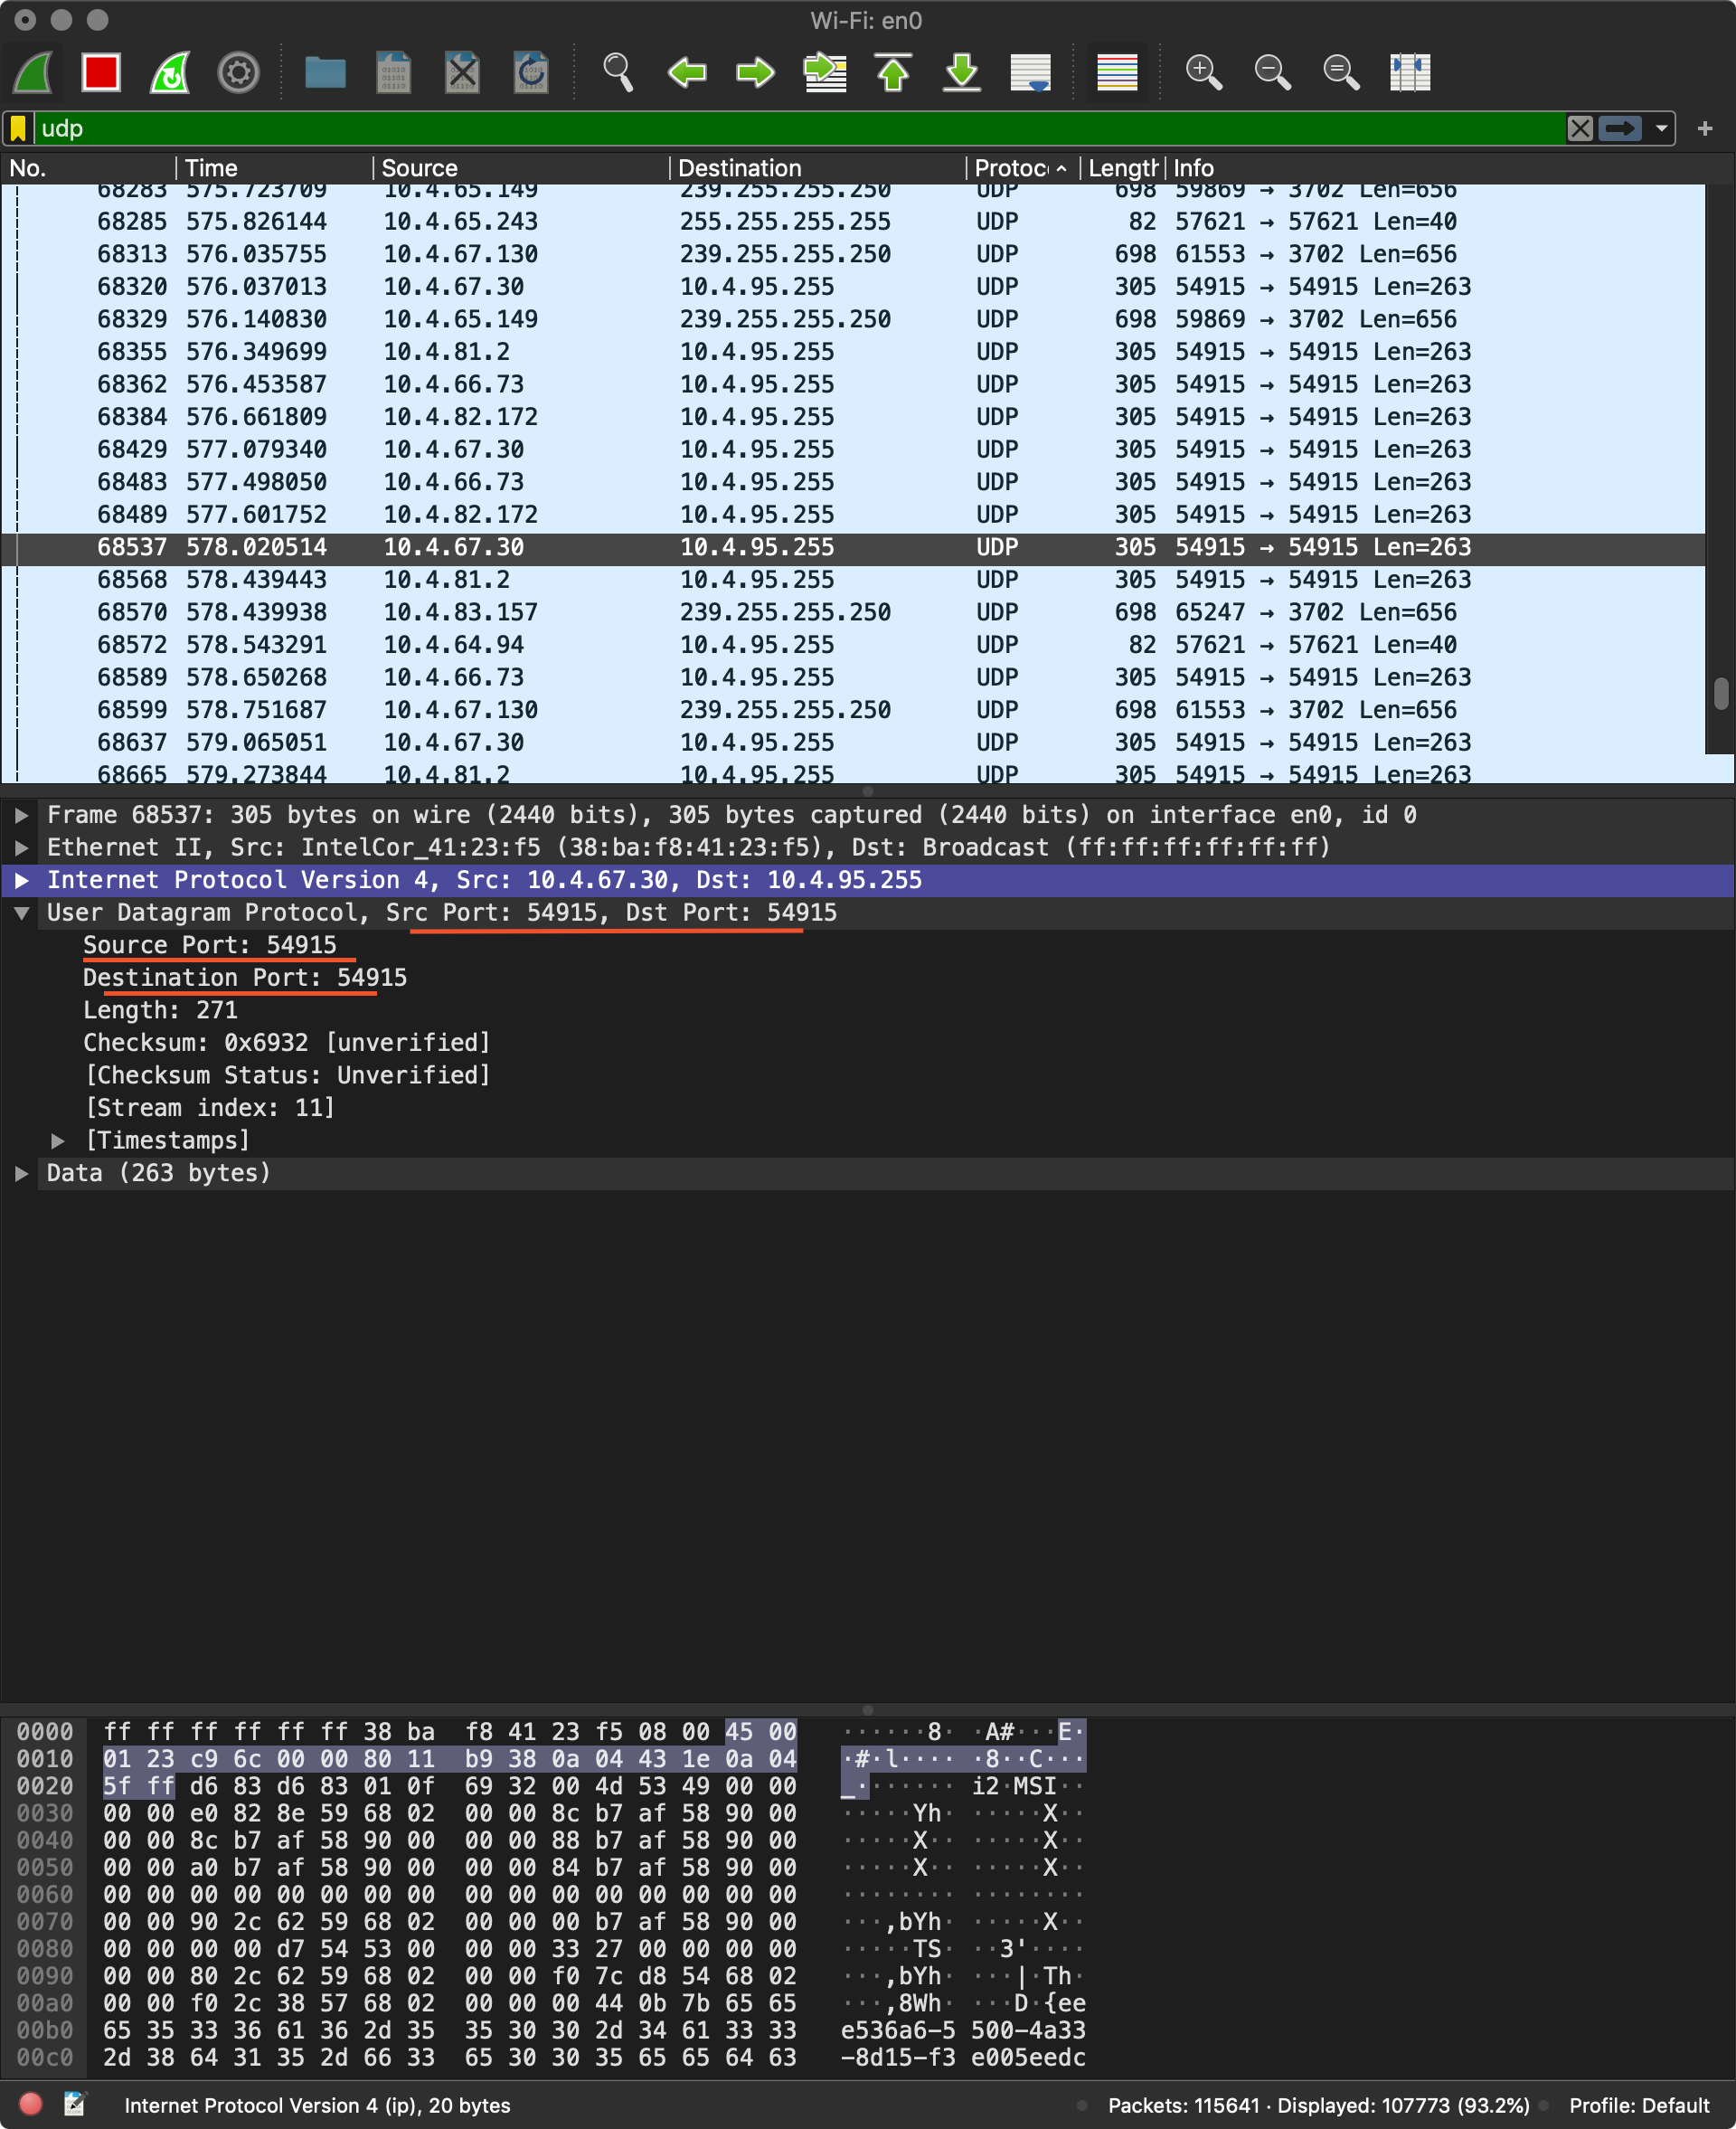 Wi-Fi: en0
udp
No. Time Source Destination Protoc Length Info
68283 575.723709 10.4.65.149 239.255.255.250 UDP 698 59869 → 3702 Len=656
68285 575.826144 10.4.65.243 255.255.255.255 UDP 82 57621 → 57621 Len=40
68313 576.035755 10.4.67.130 239.255.255.250 UDP 698 61553 → 3702 Len=656
68320 576.037013 10.4.67.30 10.4.95.255 UDP 305 54915 → 54915 Len=263
68329 576.140830 10.4.65.149 239.255.255.250 UDP 698 59869 → 3702 Len=656
68355 576.349699 10.4.81.2 10.4.95.255 UDP 305 54915 → 54915 Len=263
68362 576.453587 10.4.66.73 10.4.95.255 UDP 305 54915 → 54915 Len=263
68384 576.661809 10.4.82.172 10.4.95.255 UDP 305 54915 → 54915 Len=263
68429 577.079340 10.4.67.30 10.4.95.255 UDP 305 54915 → 54915 Len=263
68483 577.498050 10.4.66.73 10.4.95.255 UDP 305 54915 → 54915 Len=263
68489 577.601752 10.4.82.172 10.4.95.255 UDP 305 54915 → 54915 Len=263
68537 578.020514 10.4.67.30 10.4.95.255 UDP 305 54915 → 54915 Len=263
68568 578.439443 10.4.81.2 10.4.95.255 UDP 305 54915 → 54915 Len=263
68570 578.439938 10.4.83.157 239.255.255.250 UDP 698 65247 → 3702 Len=656
68572 578.543291 10.4.64.94 10.4.95.255 UDP 82 57621 → 57621 Len=40
68589 578.650268 10.4.66.73 10.4.95.255 UDP 305 54915 → 54915 Len=263
68599 578.751687 10.4.67.130 239.255.255.250 UDP 698 61553 → 3702 Len=656
68637 579.065051 10.4.67.30 10.4.95.255 UDP 305 54915 → 54915 Len=263
68665 579.273844 10.4.81.2 10.4.95.255 UDP 305 54915 → 54915 Len=263
Frame 68537: 305 bytes on wire (2440 bits), 305 bytes captured (2440 bits) on interface en0, id 0
Ethernet II, Src: IntelCor_41:23:f5 (38:ba:f8:41:23:f5), Dst: Broadcast (ff:ff:ff:ff:ff:ff)
Internet Protocol Version 4, Src: 10.4.67.30, Dst: 10.4.95.255
User Datagram Protocol, Src Port: 54915, Dst Port: 54915
Source Port: 54915
Destination Port: 54915
Length: 271
Checksum: 0x6932 [unverified]
[Checksum Status: Unverified]
[Stream index: 11]
[Timestamps]
Data (263 bytes)
0000 ff ff ff ff ff ff 38 ba f8 41 23 f5 08 00 45 00 ······8· ·A#···E·
0010 01 23 c9 6c 00 00 80 11 b9 38 0a 04 43 1e 0a 04 ·#·l···· ·8··C···
0020 5f ff d6 83 d6 83 01 0f 69 32 00 4d 53 49 00 00 _······· i2·MSI··
0030 00 00 e0 82 8e 59 68 02 00 00 8c b7 af 58 90 00 ·····Yh· ·····X··
0040 00 00 8c b7 af 58 90 00 00 00 88 b7 af 58 90 00 ·····X·· ·····X··
0050 00 00 a0 b7 af 58 90 00 00 00 84 b7 af 58 90 00 ·····X·· ·····X··
0060 00 00 00 00 00 00 00 00 00 00 00 00 00 00 00 00 ········ ········
0070 00 00 90 2c 62 59 68 02 00 00 00 b7 af 58 90 00 ···,bYh· ·····X··
0080 00 00 00 00 d7 54 53 00 00 00 33 27 00 00 00 00 ·····TS· ··3'····
0090 00 00 80 2c 62 59 68 02 00 00 f0 7c d8 54 68 02 ···,bYh· ···|·Th·
00a0 00 00 f0 2c 38 57 68 02 00 00 00 44 0b 7b 65 65 ···,8Wh· ···D·{ee
00b0 65 35 33 36 61 36 2d 35 35 30 30 2d 34 61 33 33 e536a6-5 500-4a33
00c0 2d 38 64 31 35 2d 66 33 65 30 30 35 65 65 64 63 -8d15-f3 e005eedc
Internet Protocol Version 4 (ip), 20 bytes Packets: 115641 · Displayed: 107773 (93.2%) Profile: Default